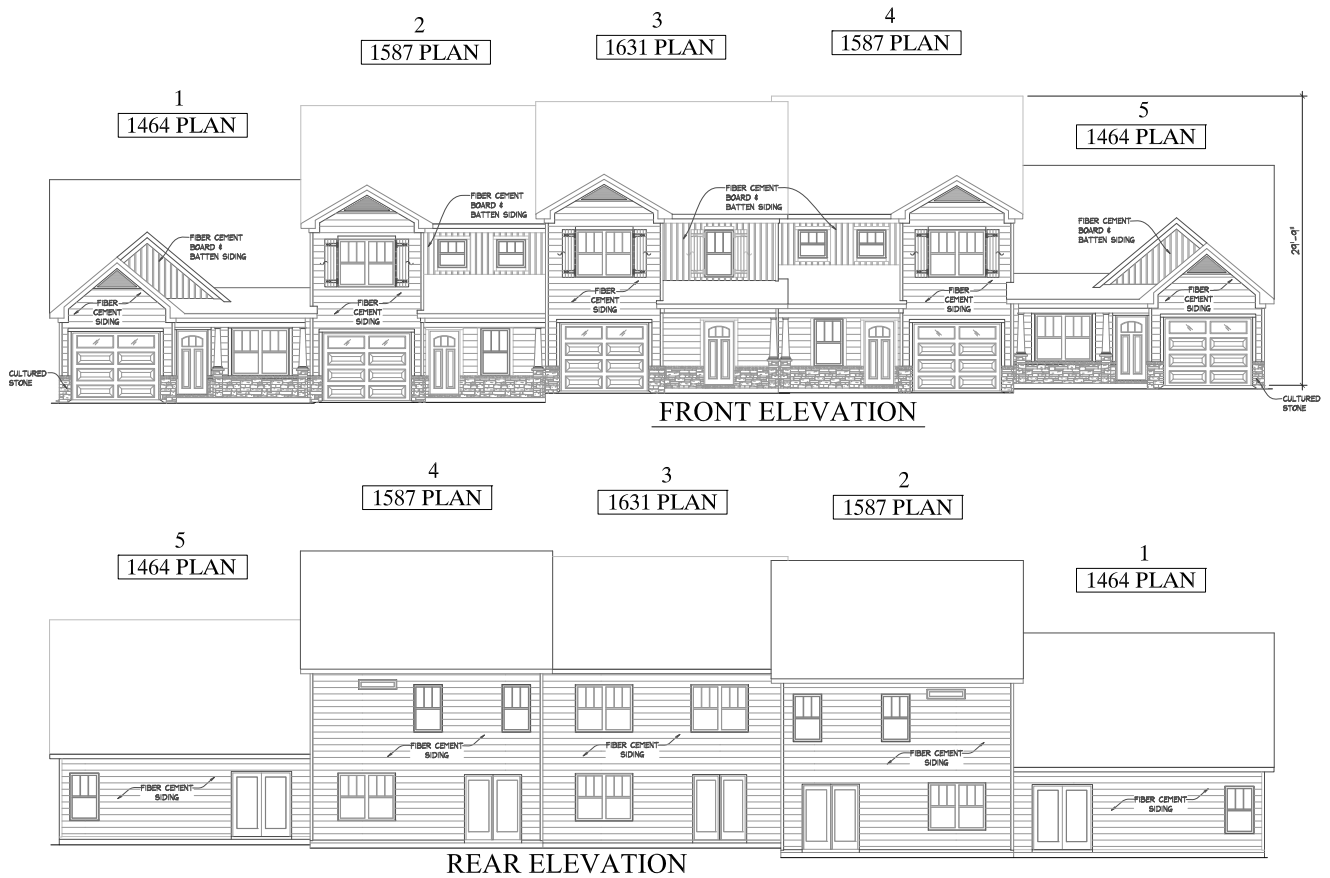 2
1587 PLAN
3
1631 PLAN
4
1587 PLAN
1
1464 PLAN
5
1464 PLAN
FIBER CEMENT
BOARD &
BATTEN SIDING
FIBER CEMENT
BOARD &
BATTEN SIDING
FIBER CEMENT
BOARD &
BATTEN SIDING
FIBER CEMENT
BOARD &
BATTEN SIDING
29'-9"
FIBER
CEMENT
SIDING
FIBER
CEMENT
SIDING
FIBER
CEMENT
SIDING
FIBER
CEMENT
SIDING
FIBER
CEMENT
SIDING
CULTURED
STONE
CULTURED
STONE
FRONT ELEVATION
4
1587 PLAN
3
1631 PLAN
2
1587 PLAN
5
1464 PLAN
1
1464 PLAN
FIBER CEMENT
SIDING
FIBER CEMENT
SIDING
FIBER CEMENT
SIDING
FIBER CEMENT
SIDING
FIBER CEMENT
SIDING
REAR ELEVATION